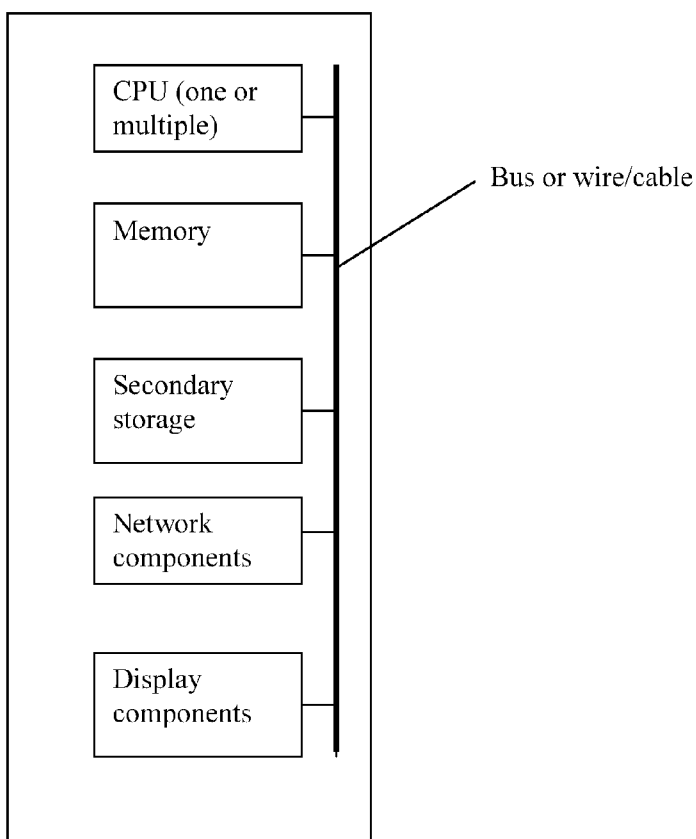 CPU (one or
multiple)
Bus or wire/cable
Memory
Secondary
storage
Network
components
Display
components